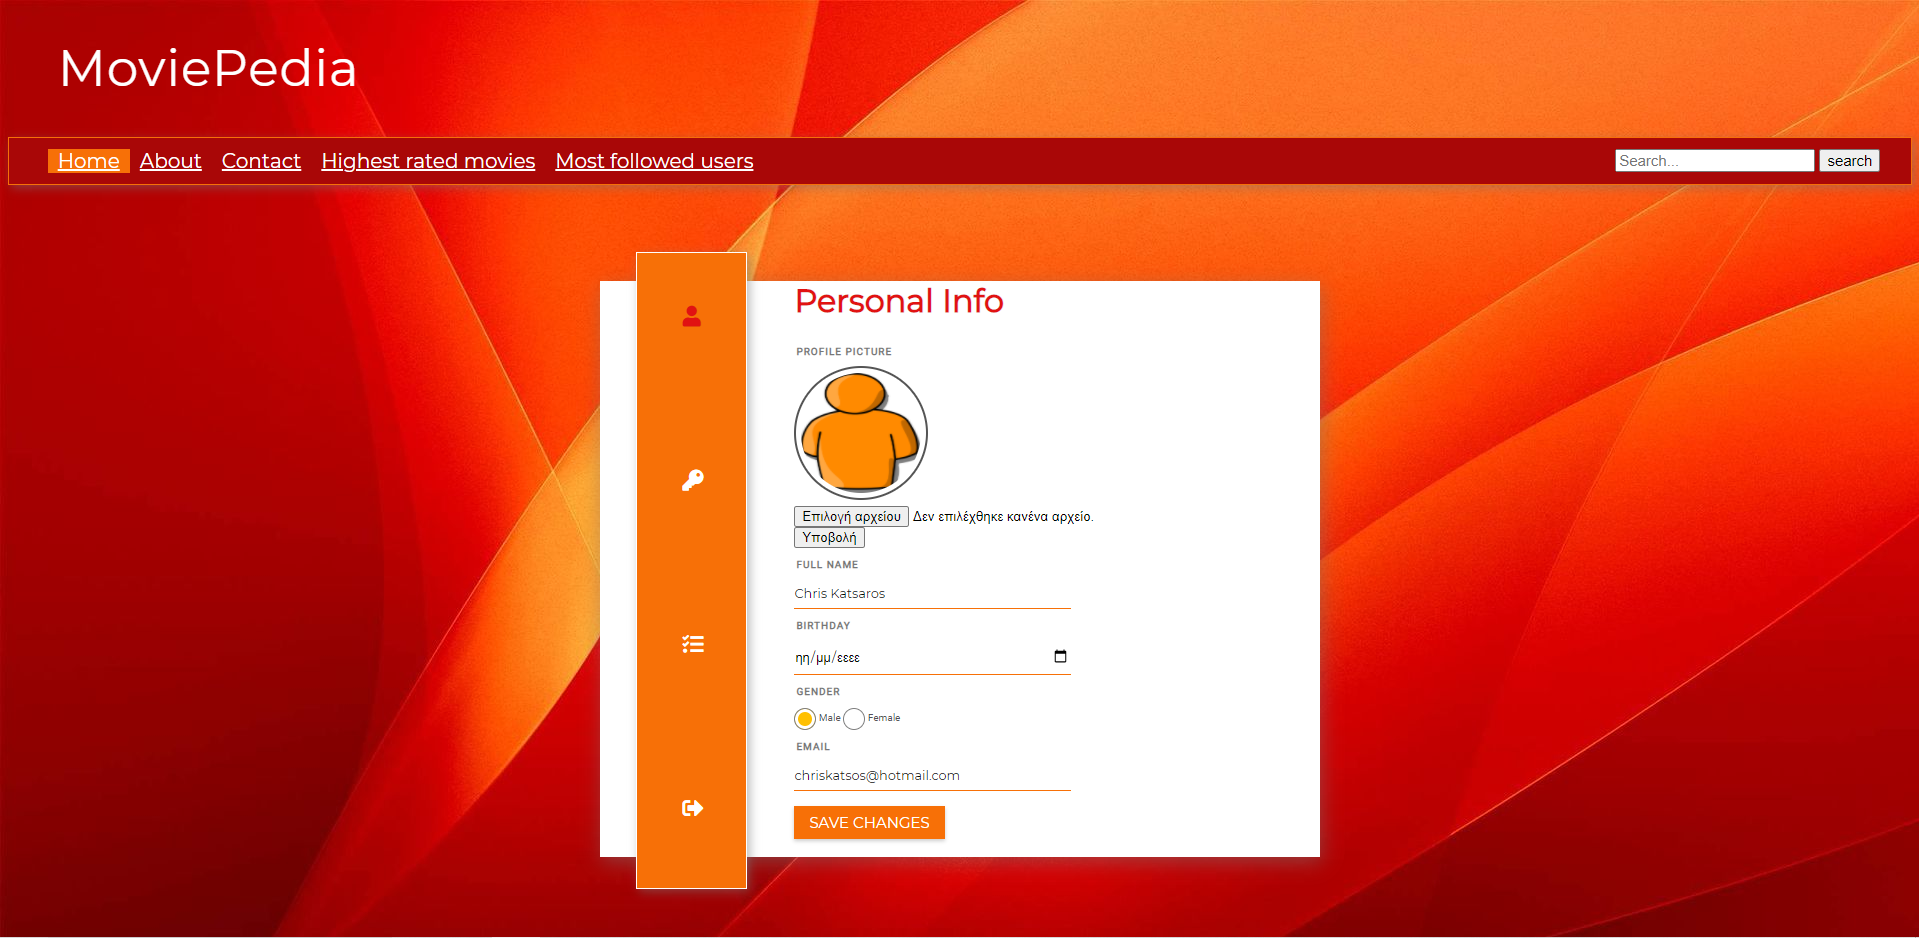 MoviePedia
Home About Contact Highest rated movies Most followed users Search... search
Personal Info
PROFILE PICTURE
Επιλογή αρχείου Δεν επιλέχθηκε κανένα αρχείο.
Υποβολή
FULL NAME
Chris Katsaros
BIRTHDAY
ηη/μμ/εεεε
GENDER
Male Female
EMAIL
chriskatsos@hotmail.com
SAVE CHANGES